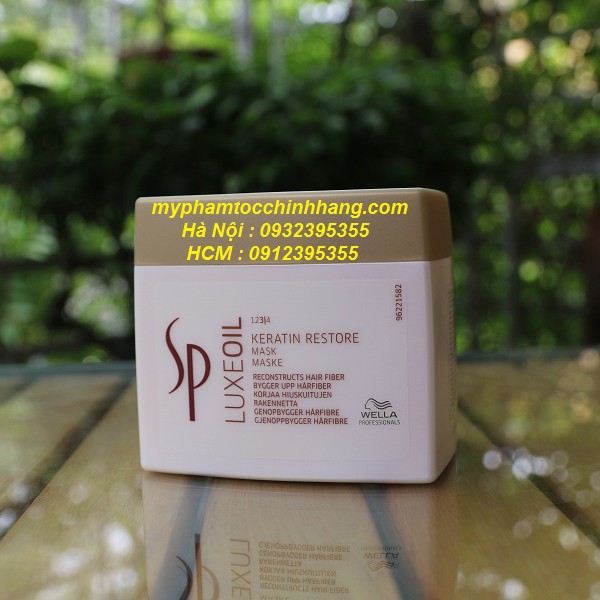 myphamtocchinhhang.com
Hà Nội : 0932395355
HCM : 0912395355
SP
LUXEOIL
123|4
KERATIN RESTORE
MASK
MASKE
RECONSTRUCTS HAIR FIBER
BYGGER UPP HÅRFIBER
KORJAA HIUSKUITUJEN
RAKENNETTA
GENOPBYGGER HÅRFIBRE
GJENOPPBYGGER HÅRFIBRE
WELLA
PROFESSIONALS
96221582